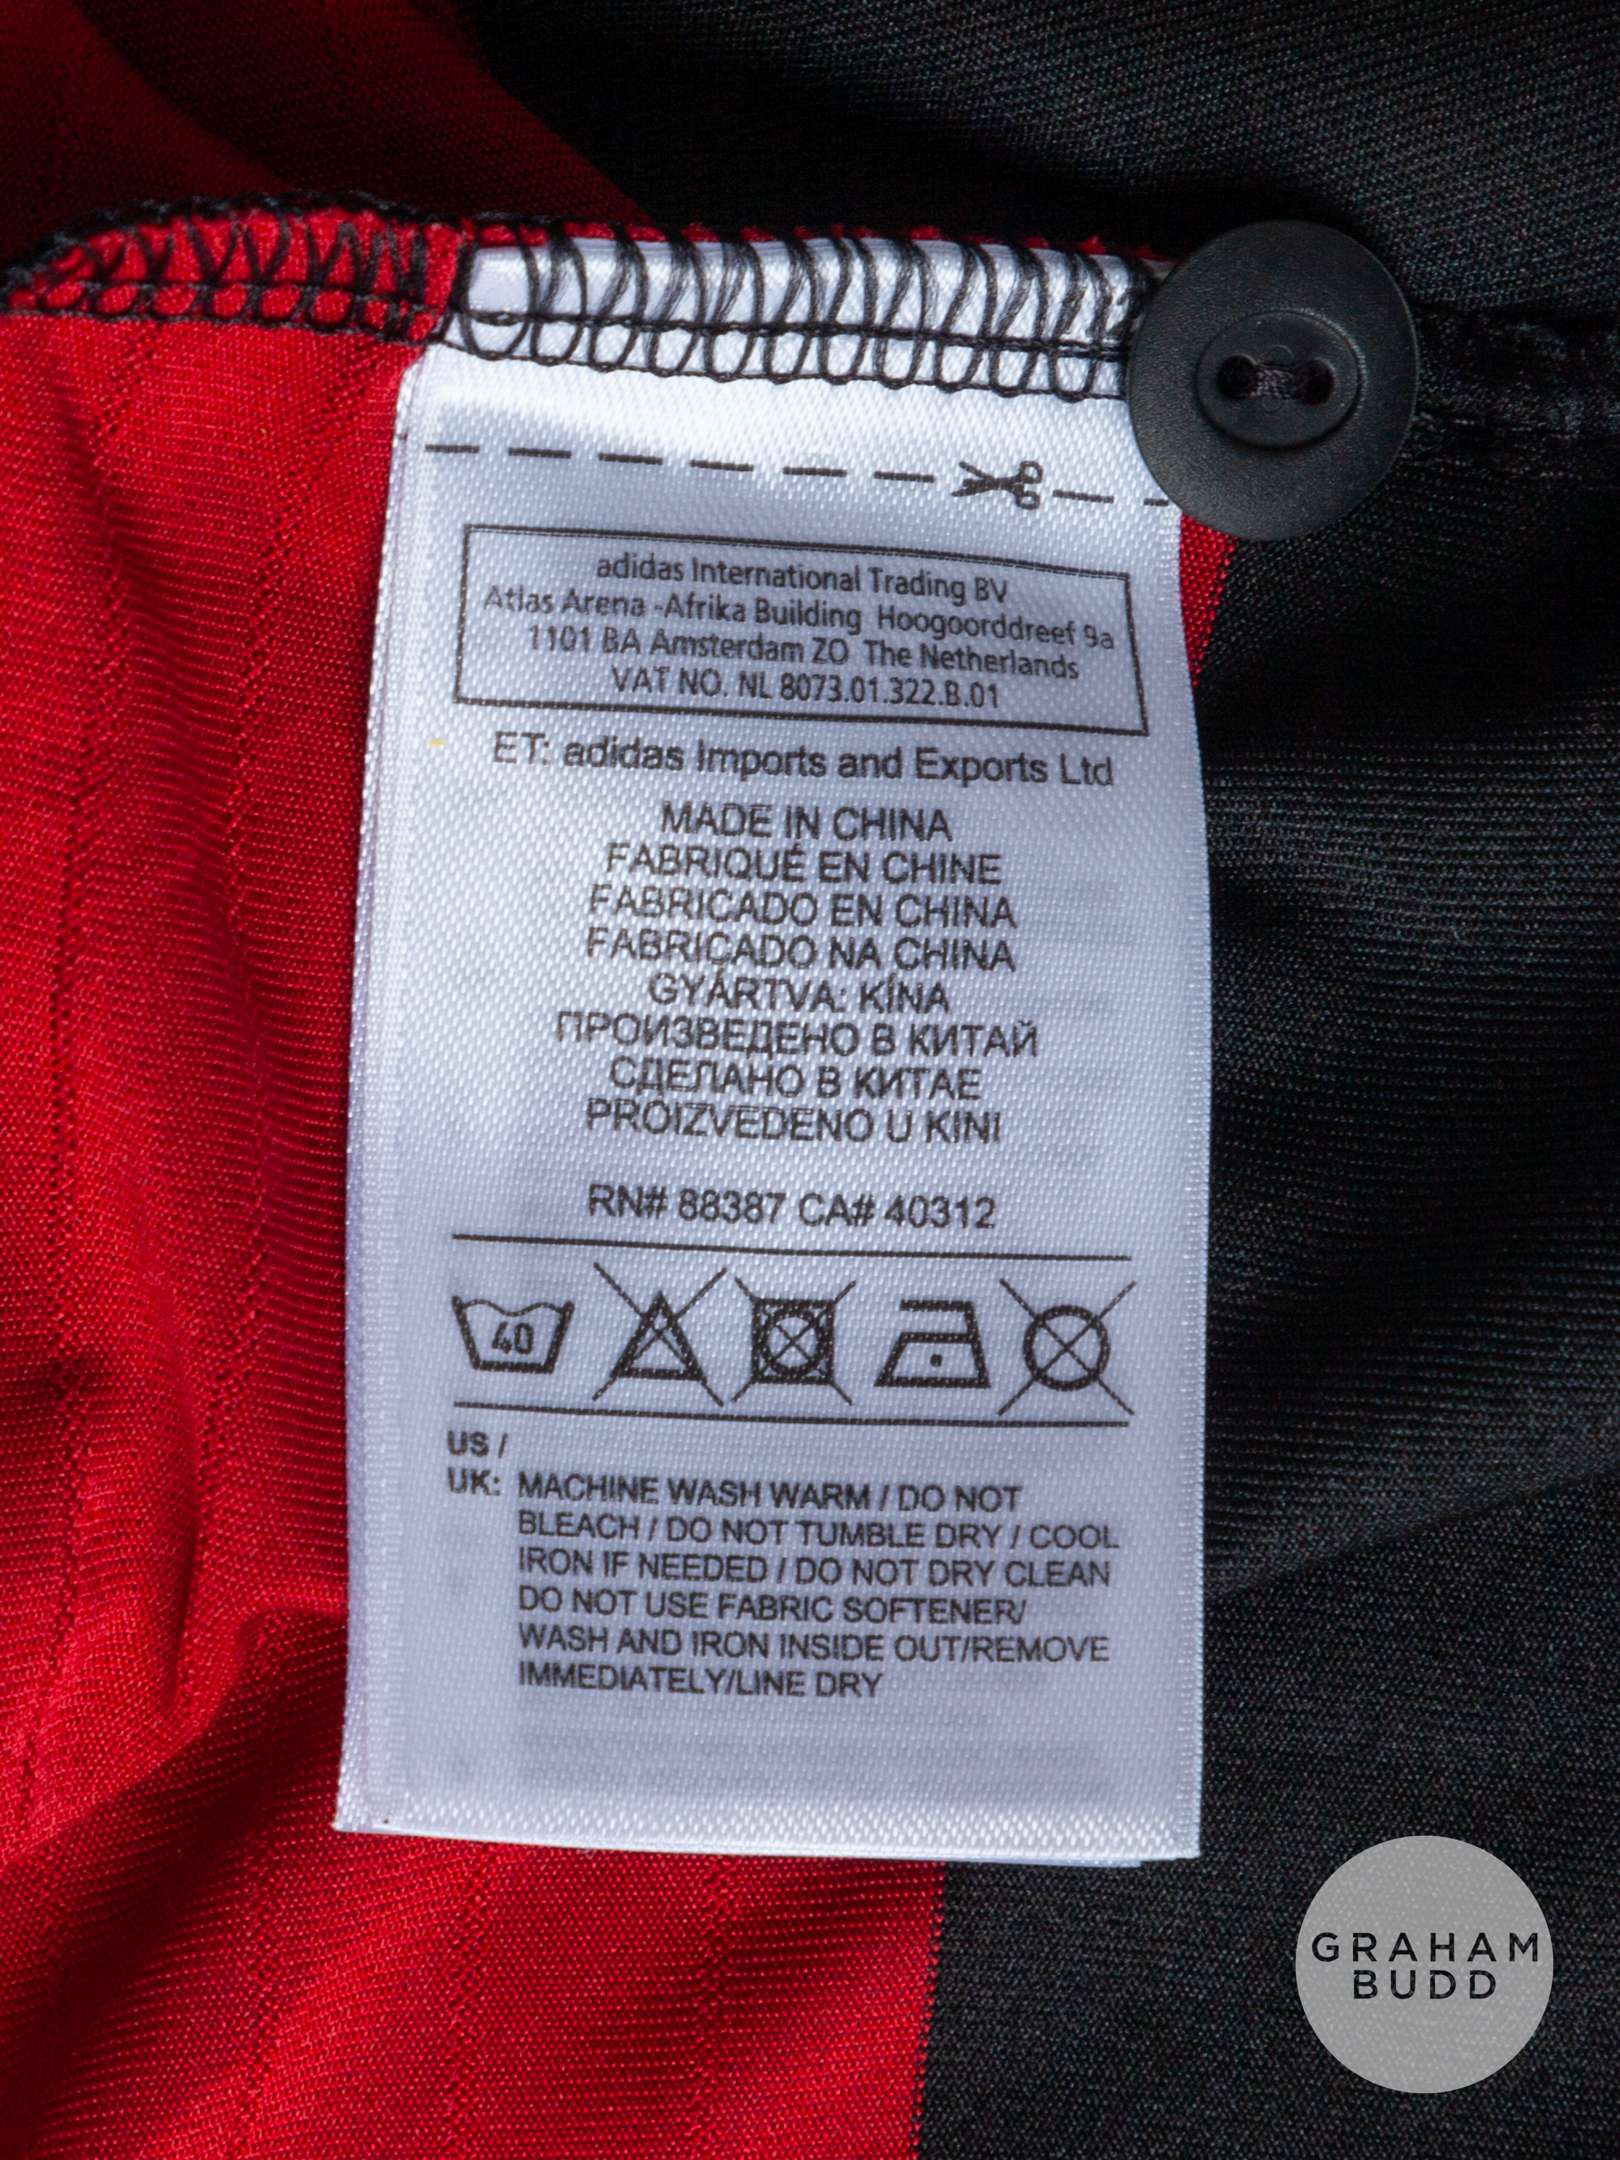 adidas International Trading BV
Atlas Arena -Afrika Building Hoogoorddreef 9a
1101 BA Amsterdam ZO The Netherlands
VAT NO. NL 8073.01.322.B.01
ET: adidas Imports and Exports Ltd
MADE IN CHINA
FABRIQUÉ EN CHINE
FABRICADO EN CHINA
FABRICADO NA CHINA
GYÁRTVA: KÍNA
ПРОИЗВЕДЕНО В КИТАЙ
СДЕЛАНО В КИТАЕ
PROIZVEDENO U KINI
RN# 88387 CA# 40312
40
US /
UK: MACHINE WASH WARM / DO NOT
BLEACH / DO NOT TUMBLE DRY / COOL
IRON IF NEEDED / DO NOT DRY CLEAN
DO NOT USE FABRIC SOFTENER/
WASH AND IRON INSIDE OUT/REMOVE
IMMEDIATELY/LINE DRY
GRAHAM
BUDD